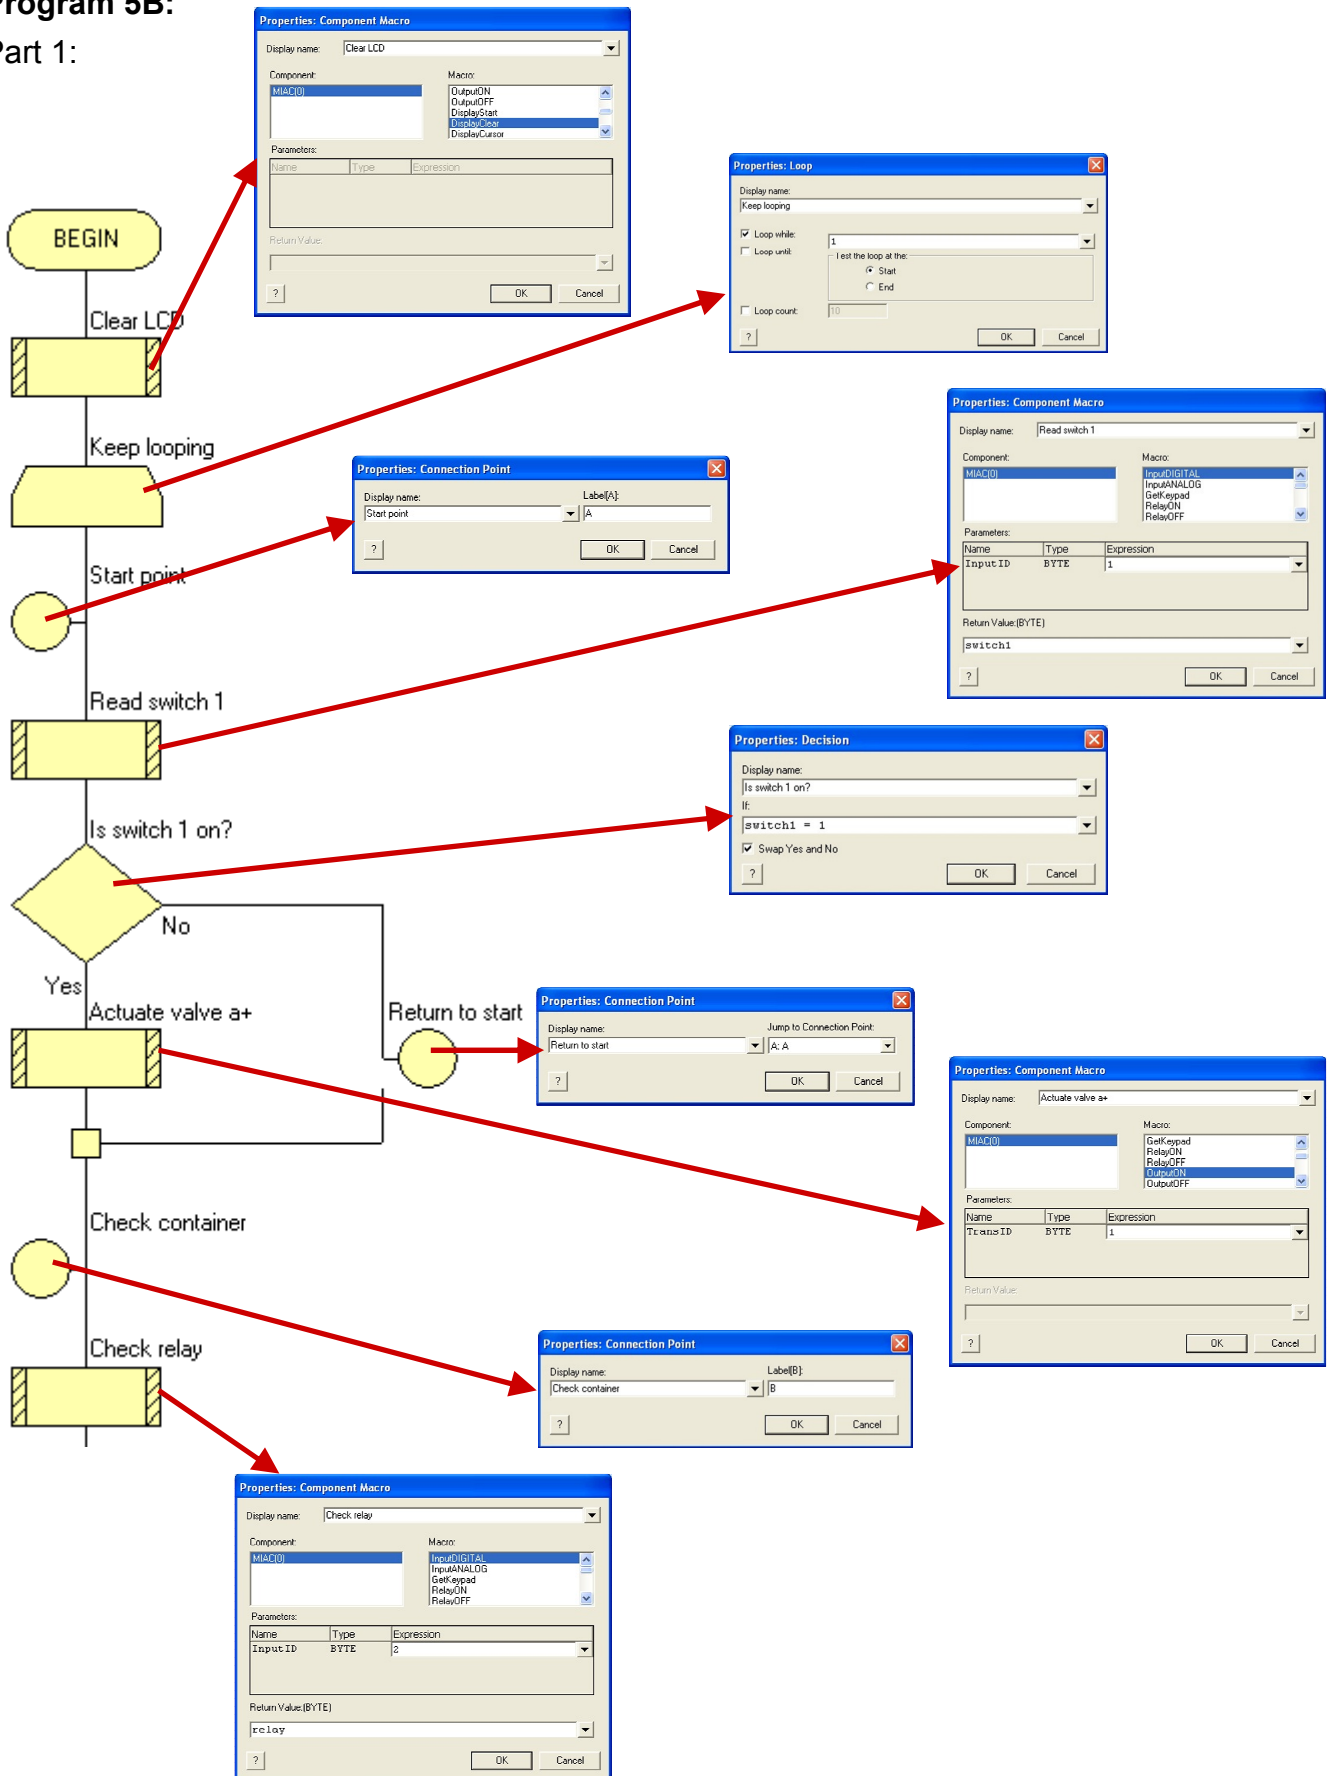 Program 5B:
Part 1:
Properties: Component Macro
Display name:
Clear LCD
Component:
Macro:
MIAC(0)
OutputON
OutputOFF
DisplayStart
DisplayClear
DisplayCursor
Parameters:
Name Type Expression
Return Value:
?
OK
Cancel
Properties: Loop
Display name:
Keep looping
Loop while:
1
Loop until:
Test the loop at the:
Start
End
Loop count:
10
?
OK
Cancel
BEGIN
Clear LCD
Keep looping
Start point
Read switch 1
Is switch 1 on?
No
Yes
Actuate valve a+
Return to start
Check container
Check relay
Properties: Component Macro
Display name:
Read switch 1
Component:
Macro:
MIAC(0)
InputDIGITAL
InputANALOG
GetKeypad
RelayON
RelayOFF
Parameters:
Name Type Expression
InputID BYTE 1
Return Value:(BYTE)
switch1
?
OK
Cancel
Properties: Connection Point
Display name:
Label[A]:
Start point
A
?
OK
Cancel
Properties: Decision
Display name:
Is switch 1 on?
If:
switch1 = 1
Swap Yes and No
?
OK
Cancel
Properties: Connection Point
Display name:
Jump to Connection Point:
Return to start
A: A
?
OK
Cancel
Properties: Component Macro
Display name:
Actuate valve a+
Component:
Macro:
MIAC(0)
GetKeypad
RelayON
RelayOFF
OutputON
OutputOFF
Parameters:
Name Type Expression
TransID BYTE 1
Return Value:
?
OK
Cancel
Properties: Connection Point
Display name:
Label[B]:
Check container
B
?
OK
Cancel
Properties: Component Macro
Display name:
Check relay
Component:
Macro:
MIAC(0)
InputDIGITAL
InputANALOG
GetKeypad
RelayON
RelayOFF
Parameters:
Name Type Expression
InputID BYTE 2
Return Value:(BYTE)
relay
?
OK
Cancel